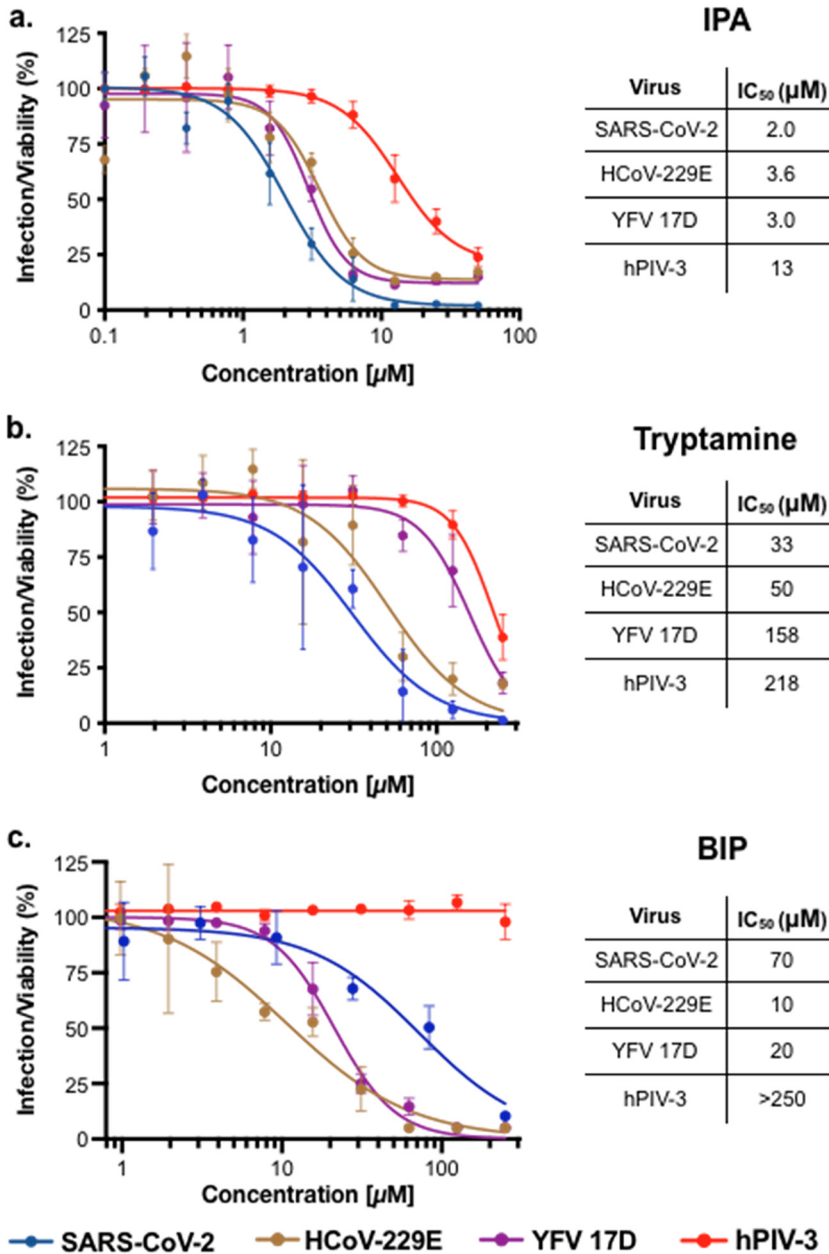 a.
IPA
Infection/Viability (%)
125
100
75
50
25
0
0.1
1
10
100
Concentration [µM]
Virus IC₅₀ (µM)
SARS-CoV-2 2.0
HCoV-229E 3.6
YFV 17D 3.0
hPIV-3 13
b.
Tryptamine
Infection/Viability (%)
125
100
75
50
25
0
1
10
100
Concentration [µM]
Virus IC₅₀ (µM)
SARS-CoV-2 33
HCoV-229E 50
YFV 17D 158
hPIV-3 218
c.
BIP
Infection/Viability (%)
125
100
75
50
25
0
1
10
100
Concentration [µM]
Virus IC₅₀ (µM)
SARS-CoV-2 70
HCoV-229E 10
YFV 17D 20
hPIV-3 >250
SARS-CoV-2 HCoV-229E YFV 17D hPIV-3